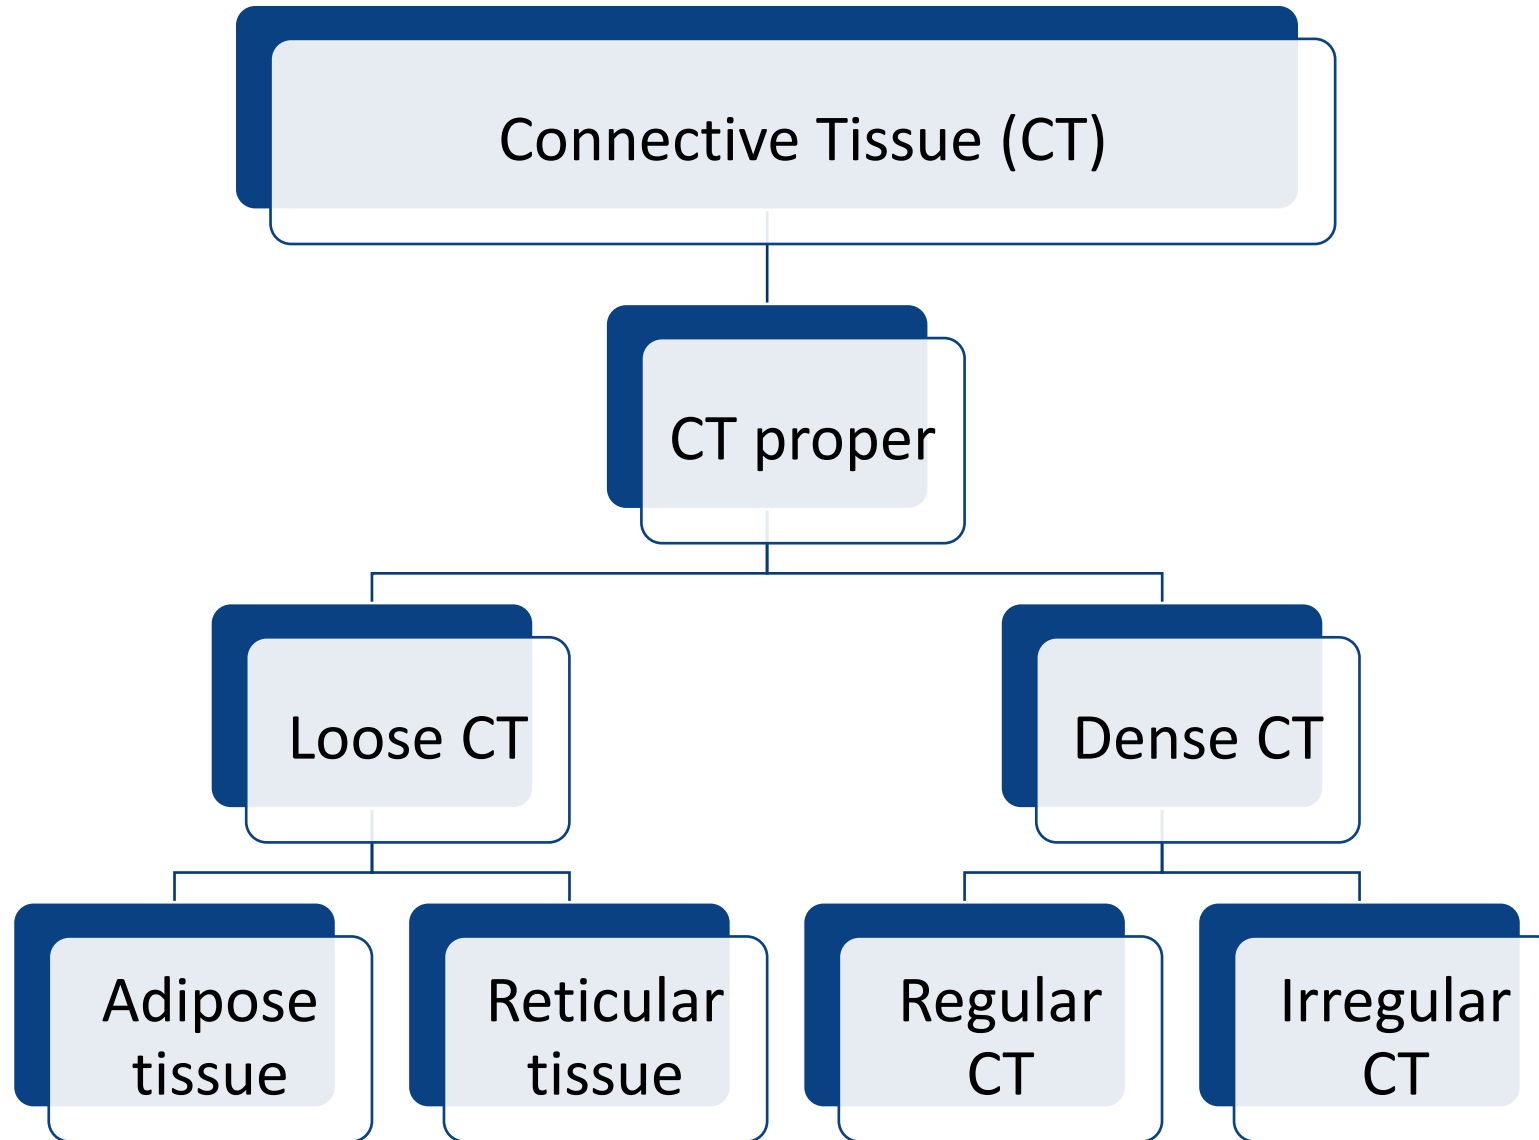 Connective Tissue (CT)
CT proper
Loose CT
Dense CT
Adipose
tissue
Reticular
tissue
Regular
CT
Irregular
CT